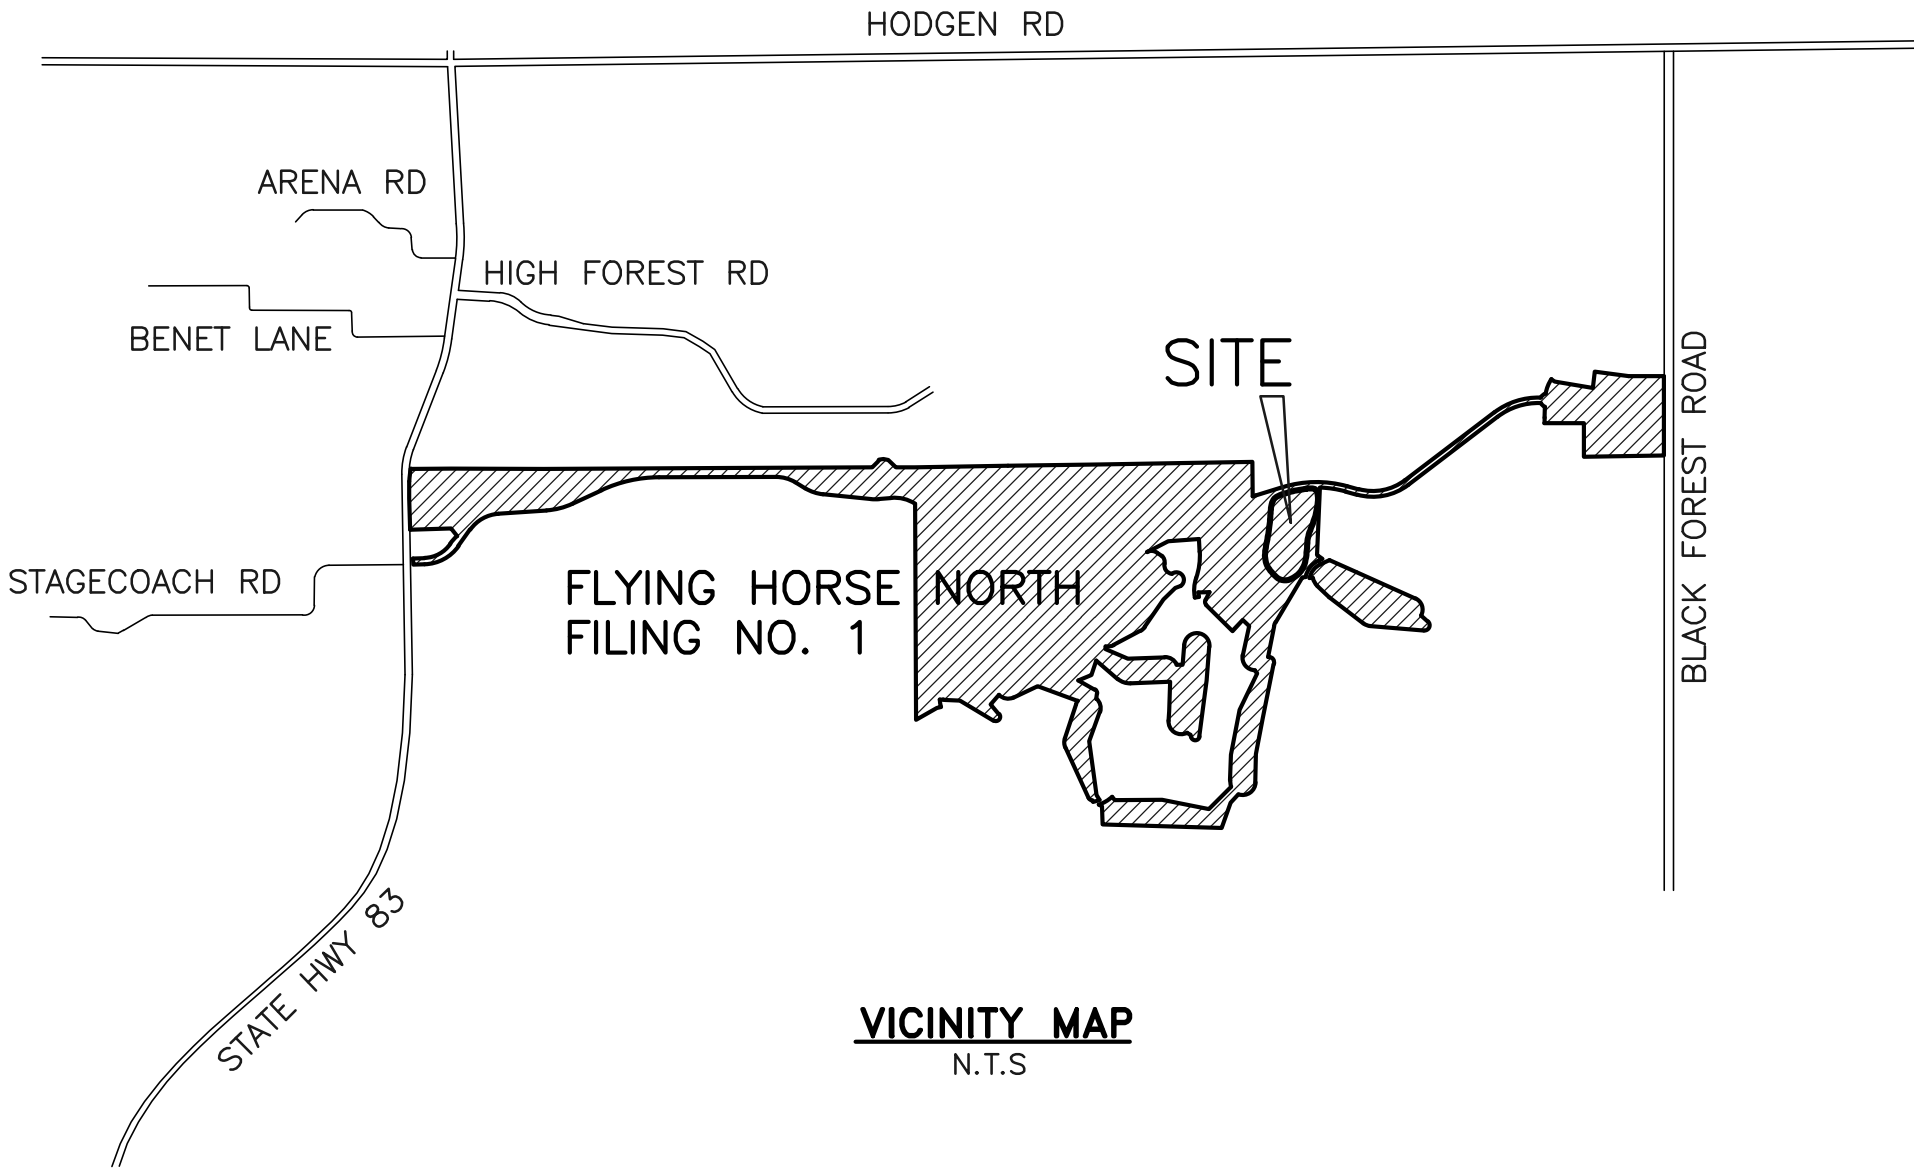 HODGEN RD
ARENA RD
HIGH FOREST RD
BENET LANE
SITE
BLACK FOREST ROAD
STAGECOACH RD
FLYING HORSE NORTH
FILING NO. 1
STATE HWY 83
VICINITY MAP
N.T.S